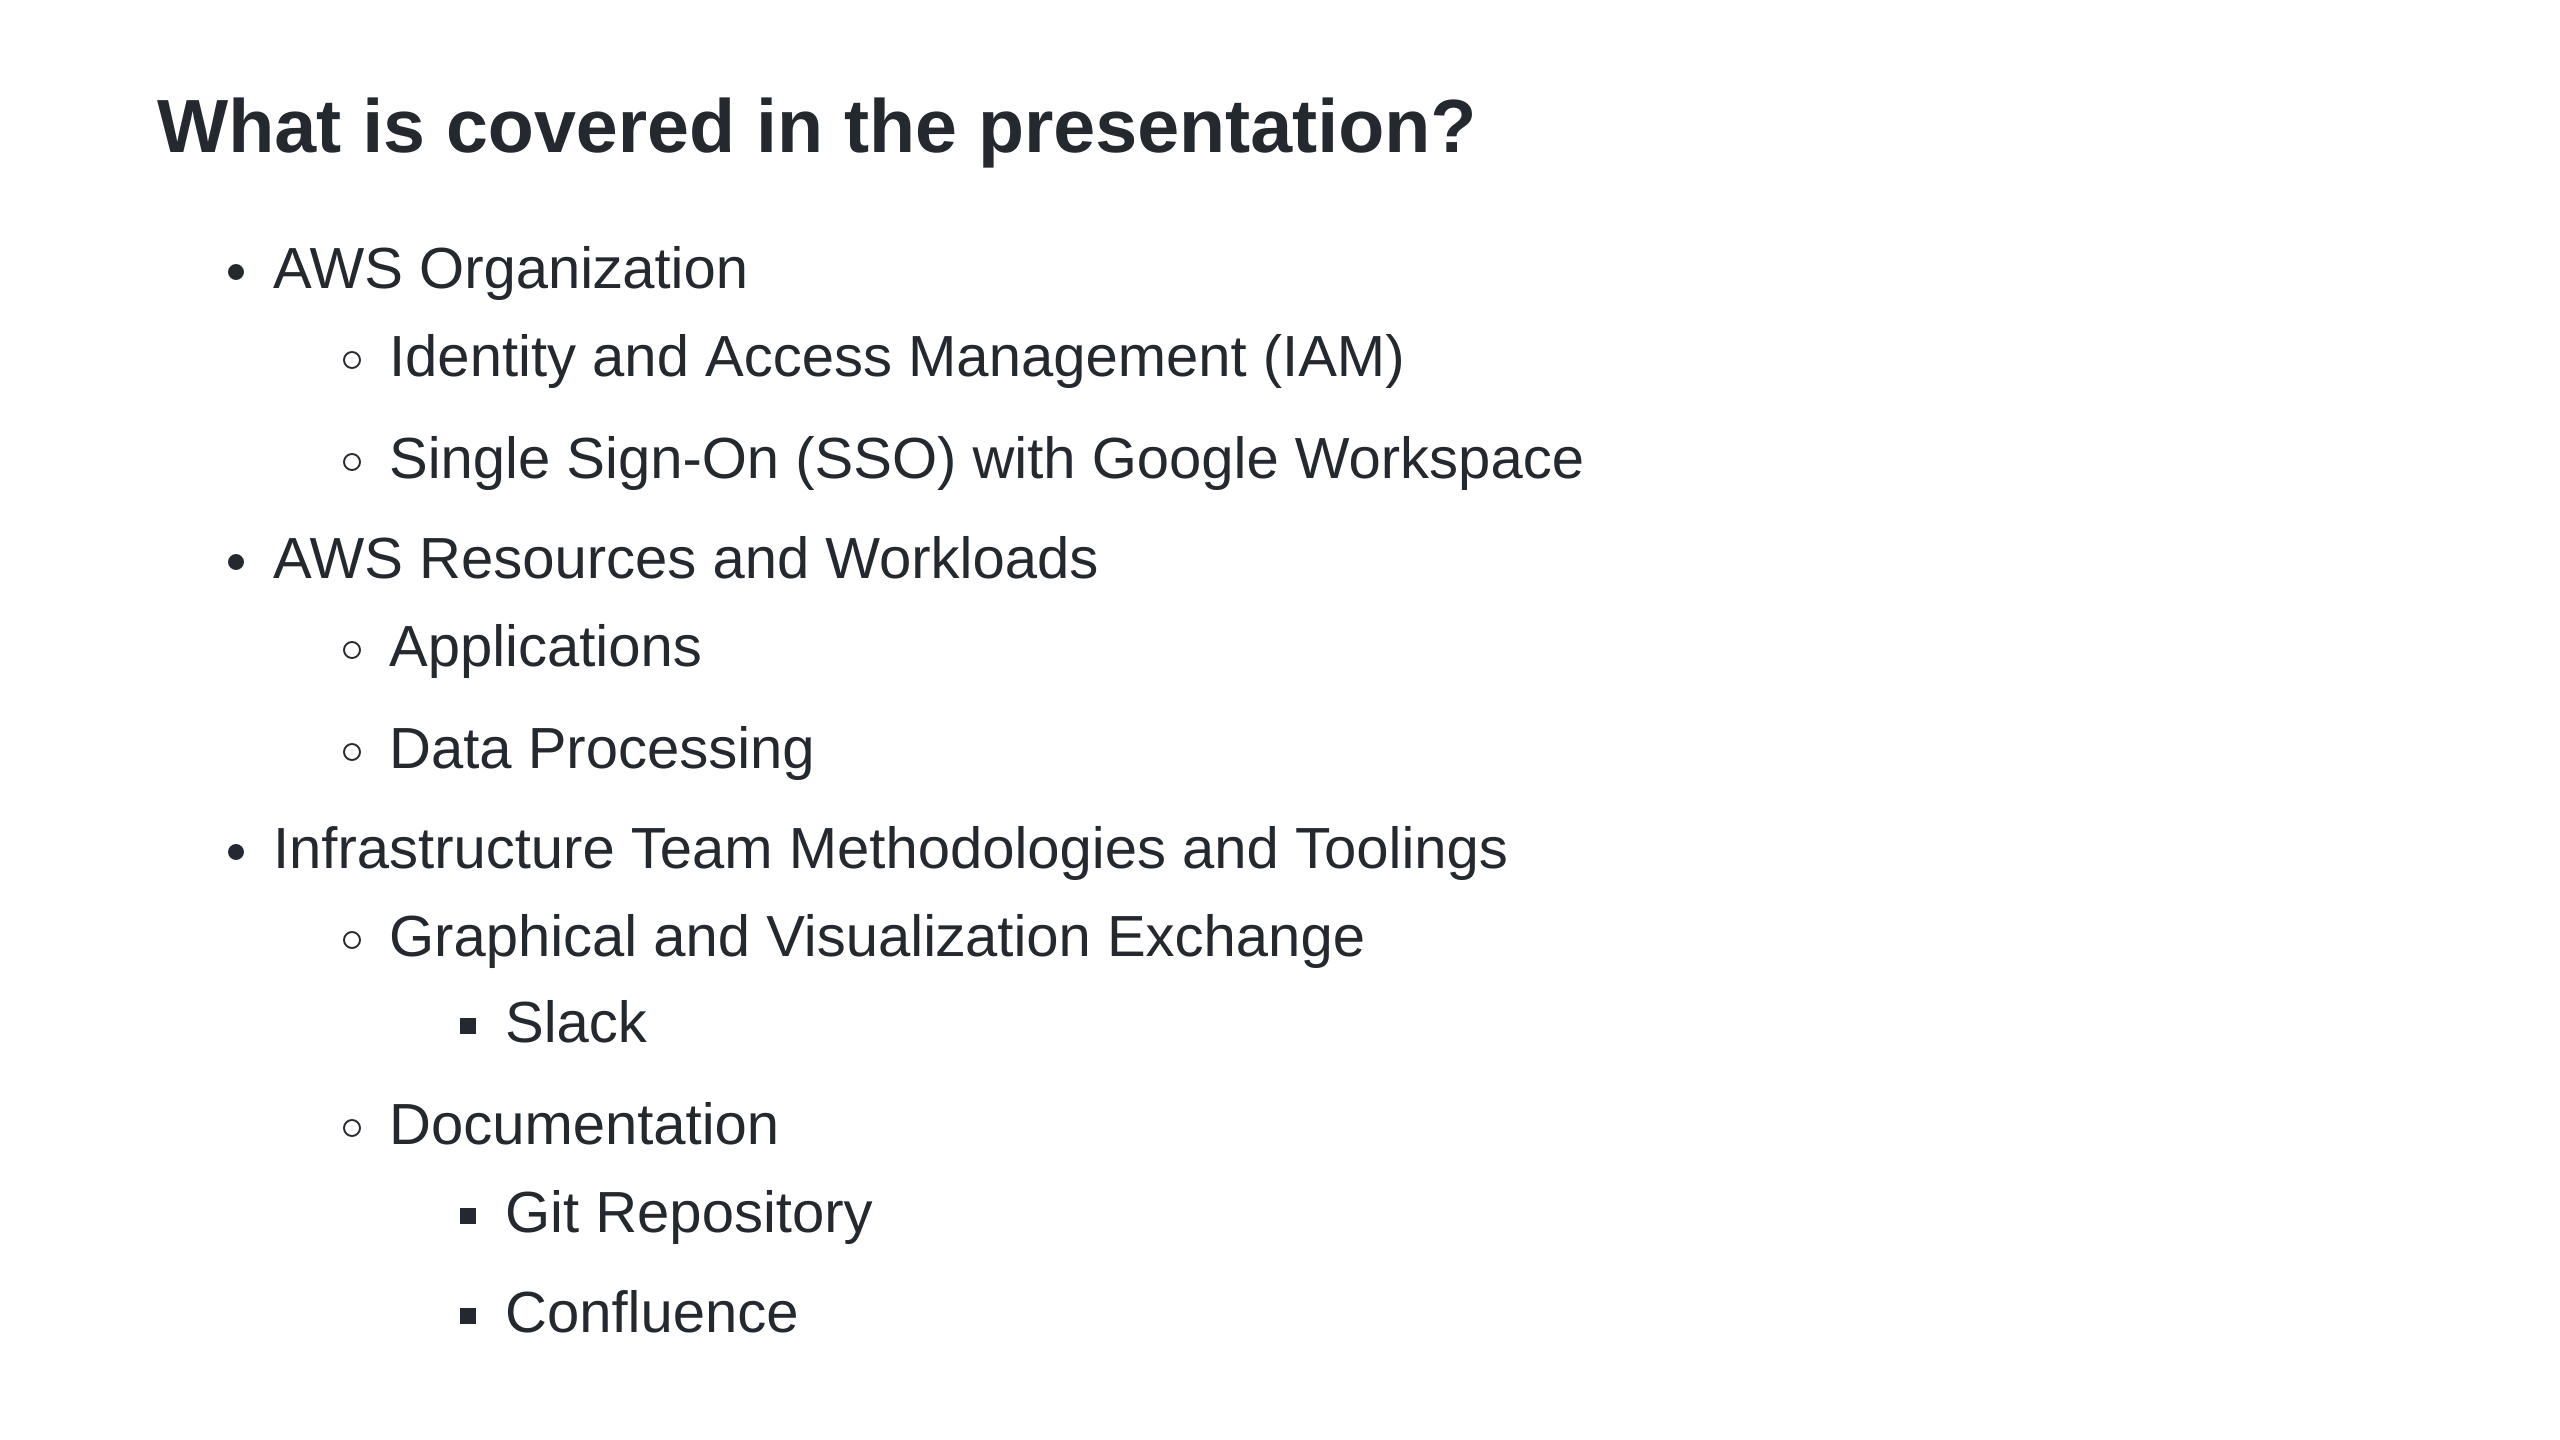 What is covered in the presentation?
AWS Organization
Identity and Access Management (IAM)
Single Sign-On (SSO) with Google Workspace
AWS Resources and Workloads
Applications
Data Processing
Infrastructure Team Methodologies and Toolings
Graphical and Visualization Exchange
Slack
Documentation
Git Repository
Confluence